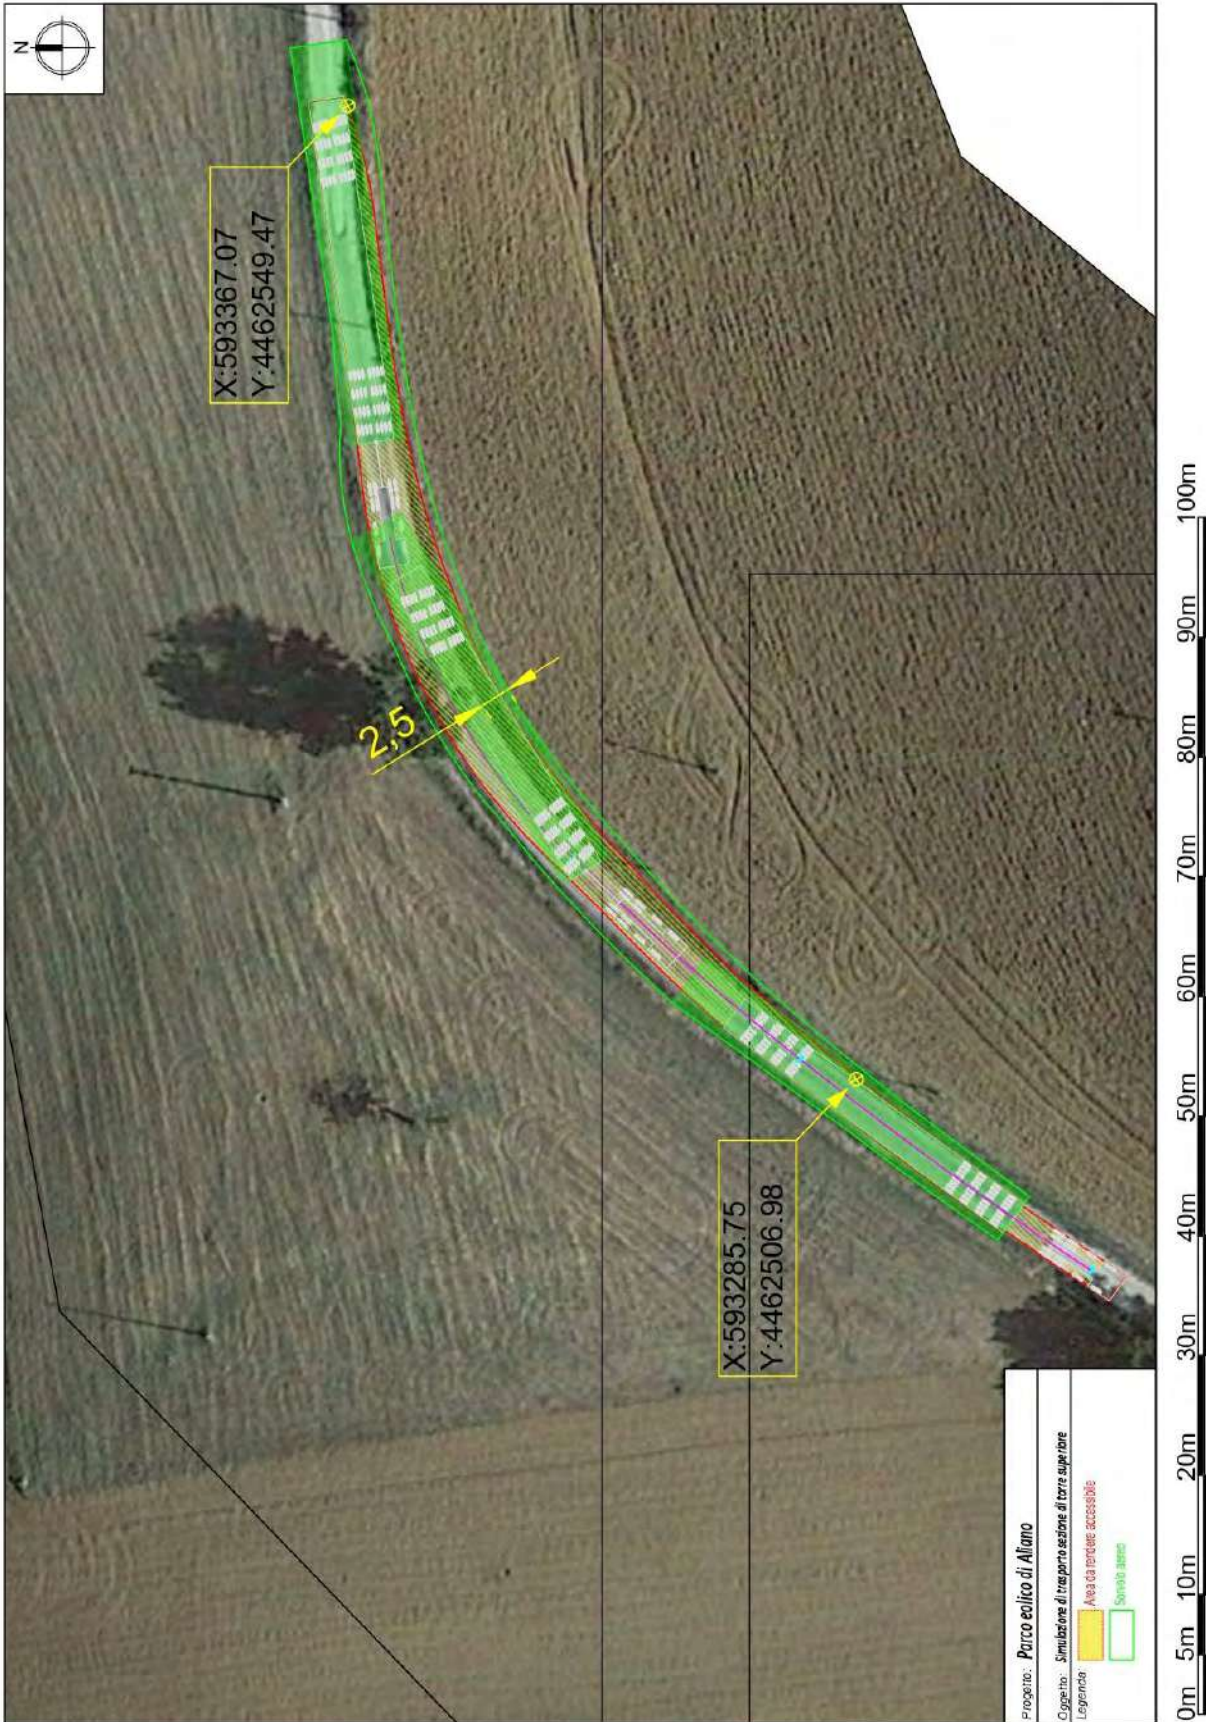 N
X:593367.07
Y:4462549.47
2,5
X:593285.75
Y:4462506.98
Progetto: Parco eolico di Aliano
Oggetto: Simulazione di trasporto sezione di torre superiore
Legenda:
Area da rendere accessibile
Sorvolo aereo
0m 5m 10m 20m 30m 40m 50m 60m 70m 80m 90m 100m